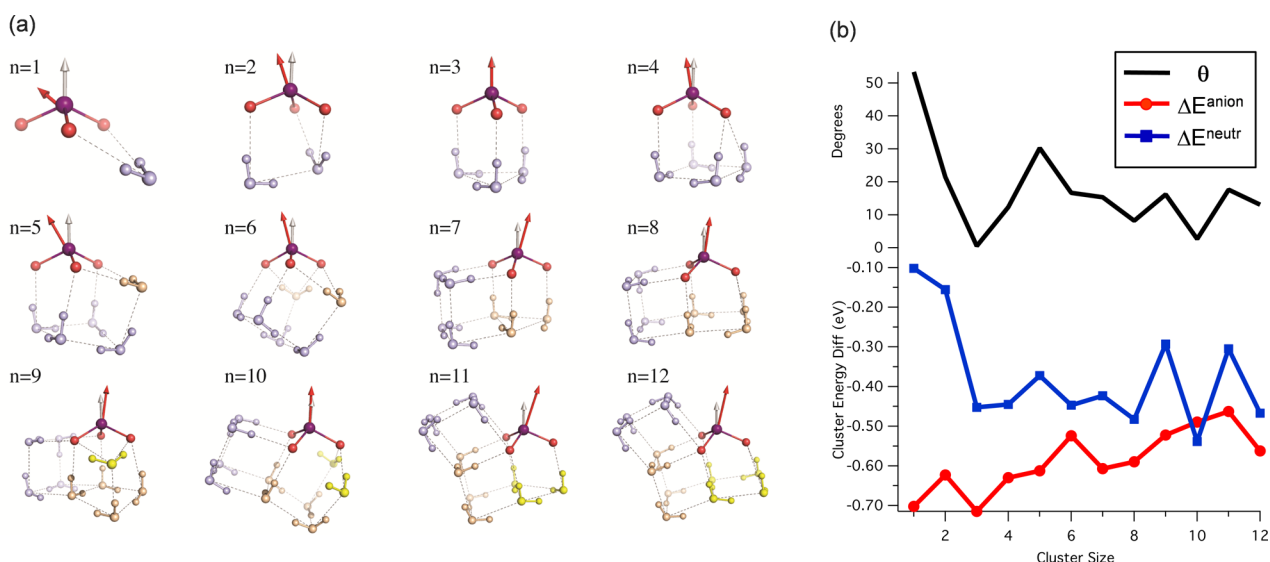 (a)
n=1
n=2
n=3
n=4
n=5
n=6
n=7
n=8
n=9
n=10
n=11
n=12
(b)
θ
ΔE^anion
ΔE^neutr
Degrees
50
40
30
20
10
0
Cluster Energy Diff (eV)
-0.10
-0.20
-0.30
-0.40
-0.50
-0.60
-0.70
2
4
6
8
10
12
Cluster Size